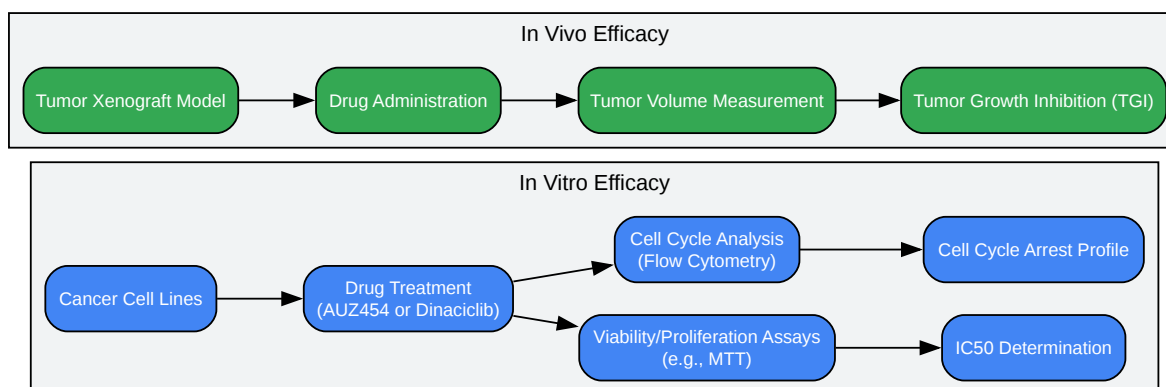 In Vivo Efficacy
Tumor Xenograft Model
Drug Administration
Tumor Volume Measurement
Tumor Growth Inhibition (TGI)
In Vitro Efficacy
Cancer Cell Lines
Drug Treatment
(AUZ454 or Dinaciclib)
Cell Cycle Analysis
(Flow Cytometry)
Cell Cycle Arrest Profile
Viability/Proliferation Assays
(e.g., MTT)
IC50 Determination